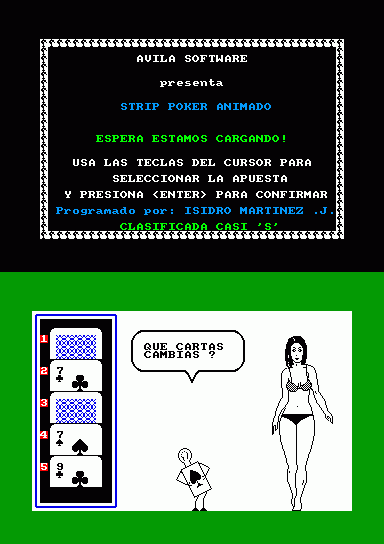 AVILA SOFTWARE
presenta
STRIP POKER ANIMADO
ESPERA ESTAMOS CARGANDO!
USA LAS TECLAS DEL CURSOR PARA
SELECCIONAR LA APUESTA
Y PRESIONA <ENTER> PARA CONFIRMAR
Programado por: ISIDRO MARTINEZ .J.
CLASIFICADA CASI 'S'
QUE CARTAS
CAMBIAS ?
1
2
7
3
4
7
5
9